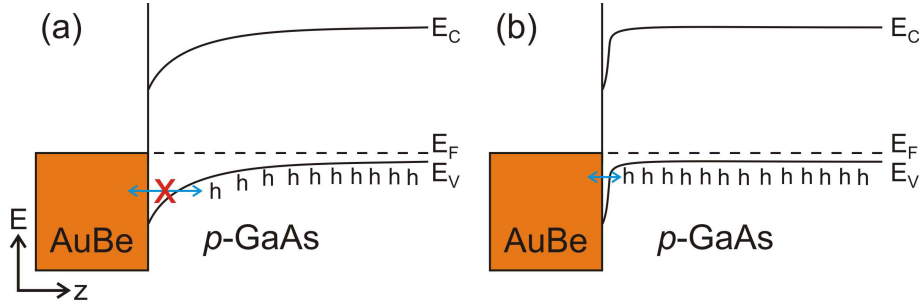 (a)
E_C
E_F
E_V
X
h h h h h h h h h
AuBe
p-GaAs
E
z
(b)
E_C
E_F
E_V
h h h h h h h h h h h h h
AuBe
p-GaAs